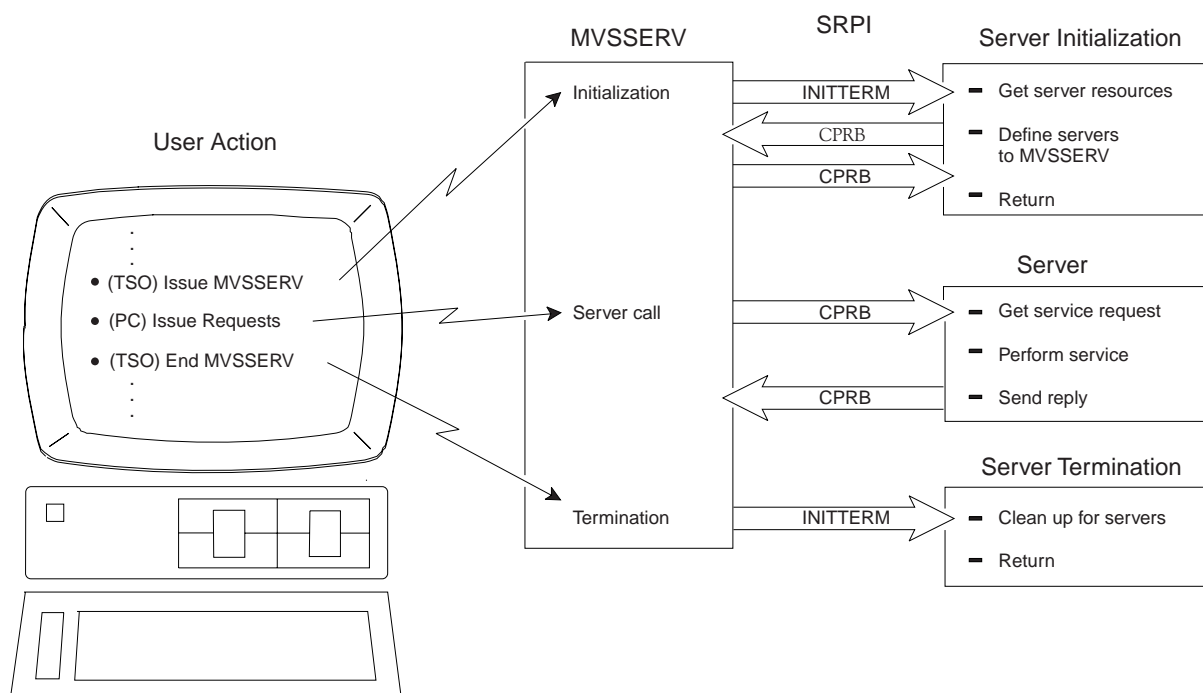 User Action
• (TSO) Issue MVSSERV
• (PC) Issue Requests
• (TSO) End MVSSERV
MVSSERV
Initialization
Server call
Termination
SRPI
INITTERM
CPRB
CPRB
CPRB
CPRB
INITTERM
Server Initialization
- Get server resources
- Define servers
to MVSSERV
- Return
Server
- Get service request
- Perform service
- Send reply
Server Termination
- Clean up for servers
- Return